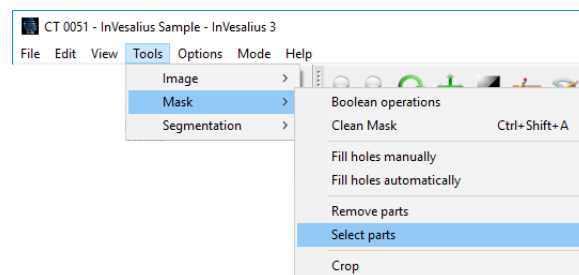 CT 0051 - InVesalius Sample - InVesalius 3
File Edit View Tools Options Mode Help
Image
Mask
Segmentation
Boolean operations
Clean Mask Ctrl+Shift+A
Fill holes manually
Fill holes automatically
Remove parts
Select parts
Crop